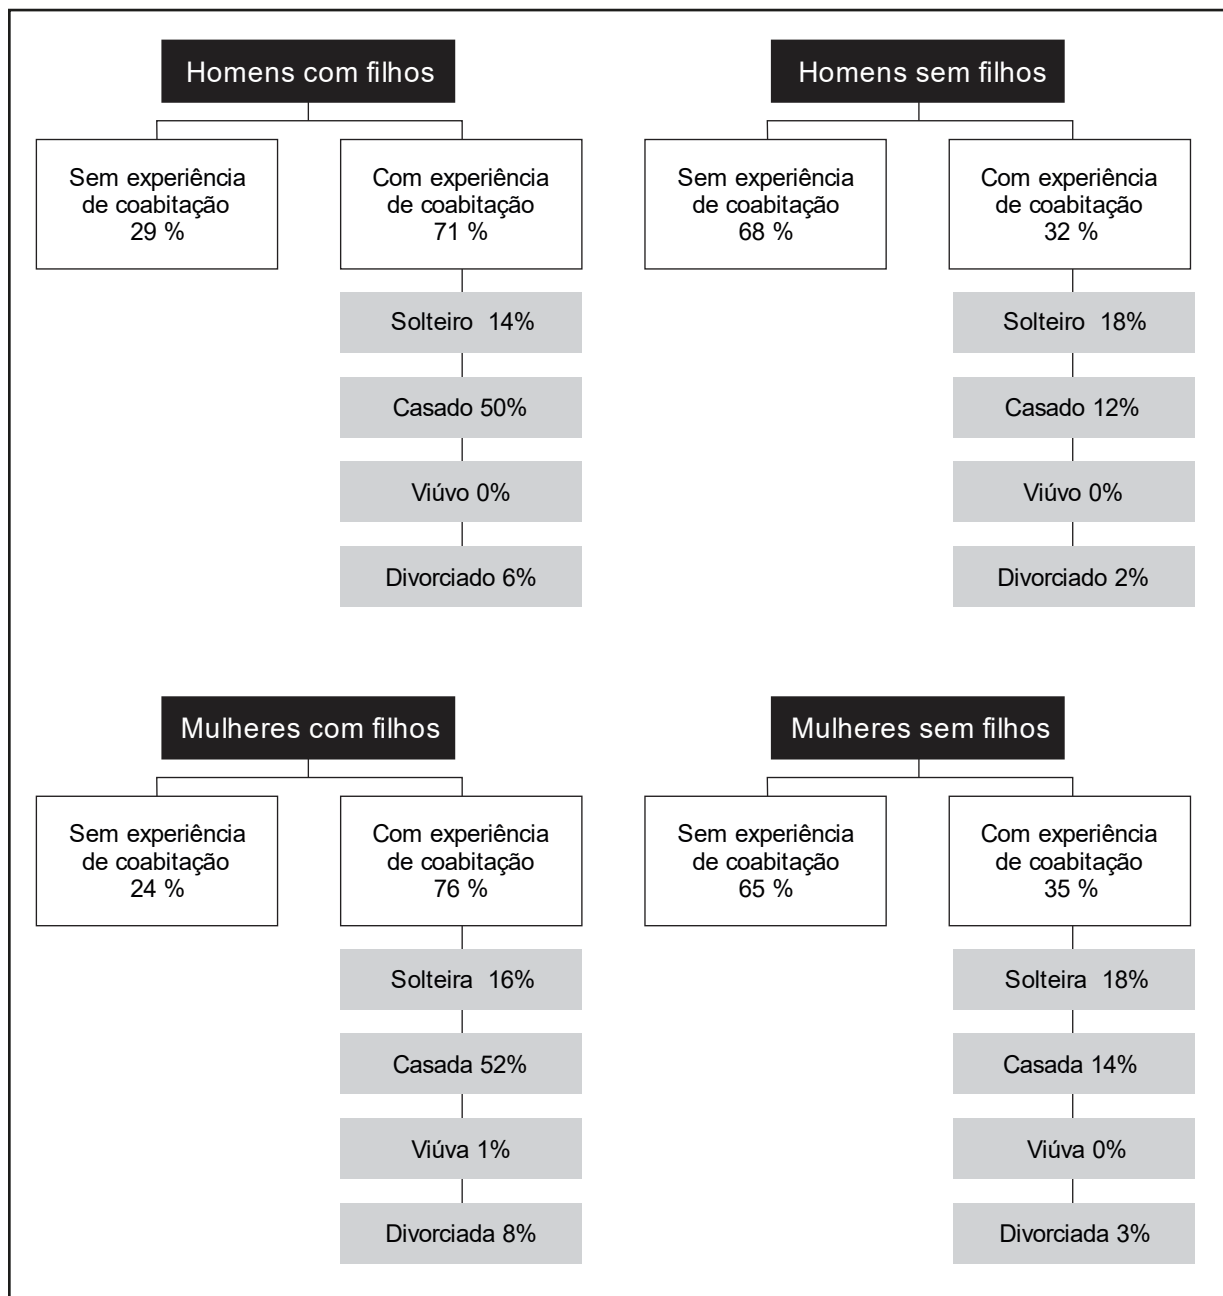 Homens com filhos
Sem experiência
de coabitação
29 %
Com experiência
de coabitação
71 %
Solteiro 14%
Casado 50%
Viúvo 0%
Divorciado 6%
Homens sem filhos
Sem experiência
de coabitação
68 %
Com experiência
de coabitação
32 %
Solteiro 18%
Casado 12%
Viúvo 0%
Divorciado 2%
Mulheres com filhos
Sem experiência
de coabitação
24 %
Com experiência
de coabitação
76 %
Solteira 16%
Casada 52%
Viúva 1%
Divorciada 8%
Mulheres sem filhos
Sem experiência
de coabitação
65 %
Com experiência
de coabitação
35 %
Solteira 18%
Casada 14%
Viúva 0%
Divorciada 3%